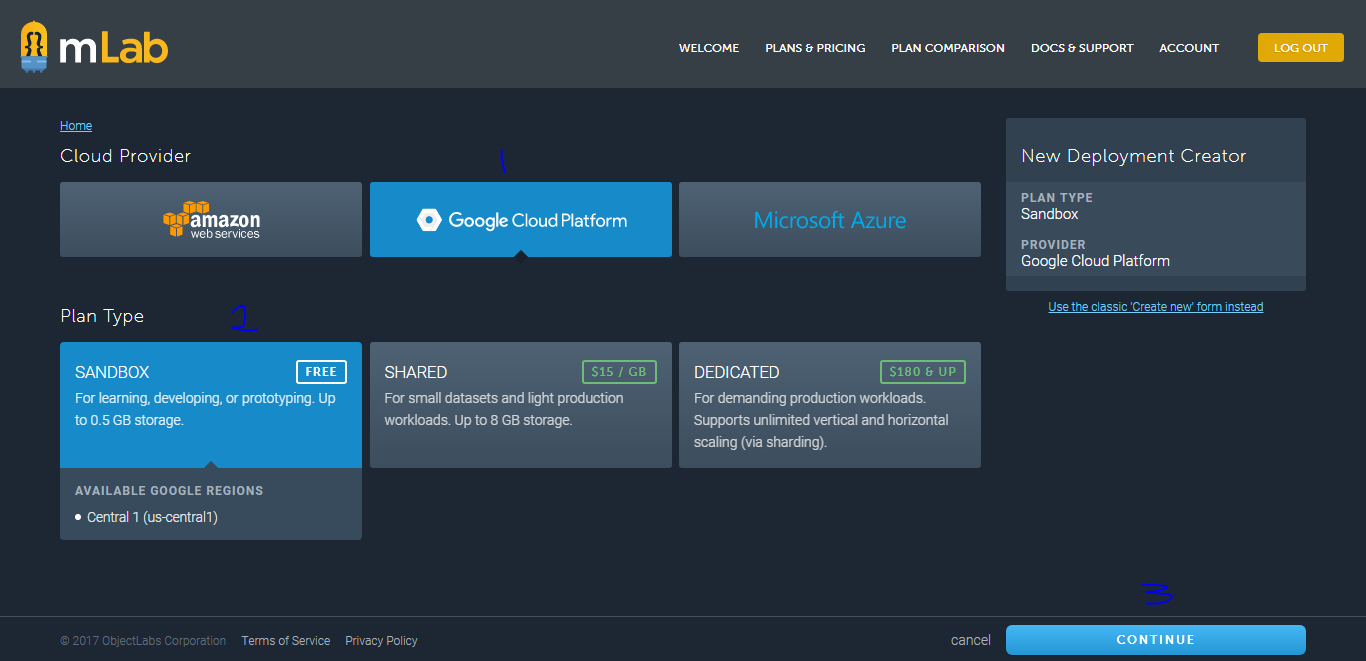 mLab
WELCOME PLANS & PRICING PLAN COMPARISON DOCS & SUPPORT ACCOUNT LOG OUT
Home
Cloud Provider
1
amazon
web services
Google Cloud Platform
Microsoft Azure
Plan Type
2
SANDBOX FREE
For learning, developing, or prototyping. Up
to 0.5 GB storage.
AVAILABLE GOOGLE REGIONS
Central 1 (us-central1)
SHARED $15 / GB
For small datasets and light production
workloads. Up to 8 GB storage.
DEDICATED $180 & UP
For demanding production workloads.
Supports unlimited vertical and horizontal
scaling (via sharding).
New Deployment Creator
PLAN TYPE
Sandbox
PROVIDER
Google Cloud Platform
Use the classic 'Create new' form instead
3
© 2017 ObjectLabs Corporation Terms of Service Privacy Policy
cancel CONTINUE